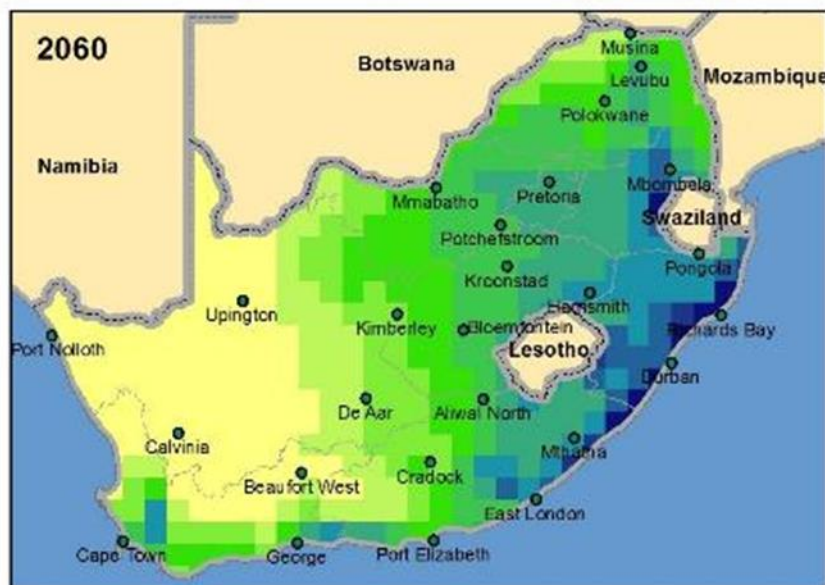 2060
Musina
Botswana
Levubu
Mozambique
Polokwane
Namibia
Mbombela
Mmabatho
Pretoria
Swaziland
Potchefstroom
Pongola
Kroonstad
Upington
Kimberley
Bloemfontein
Richards Bay
Port Nolloth
Lesotho
Durban
De Aar
Aliwal North
Calvinia
Mthatha
Cradock
Beaufort West
East London
Cape Town
George
Port Elizabeth